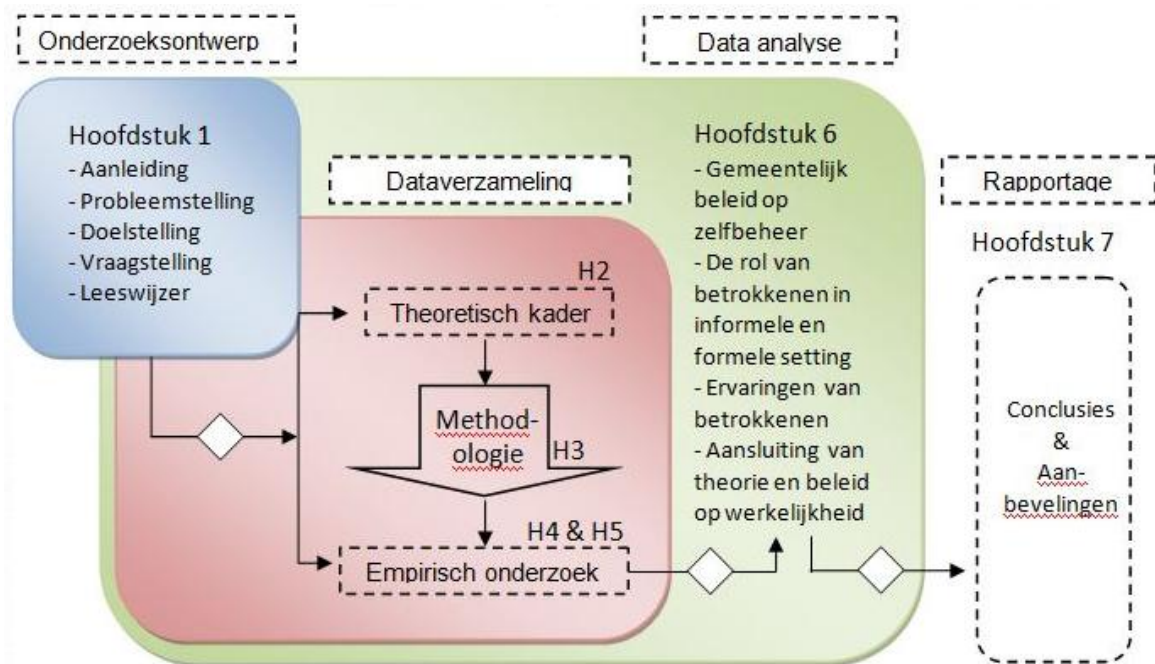 Onderzoeksontwerp
Hoofdstuk 1
- Aanleiding
- Probleemstelling
- Doelstelling
- Vraagstelling
- Leeswijzer
Dataverzameling
H2
Theoretisch kader
Method-
ologie
H3
H4 & H5
Empirisch onderzoek
Data analyse
Hoofdstuk 6
- Gemeentelijk
beleid op
zelfbeheer
- De rol van
betrokkenen in
informele en
formele setting
- Ervaringen van
betrokkenen
- Aansluiting van
theorie en beleid
op werkelijkheid
Rapportage
Hoofdstuk 7
Conclusies
&
Aan-
bevelingen